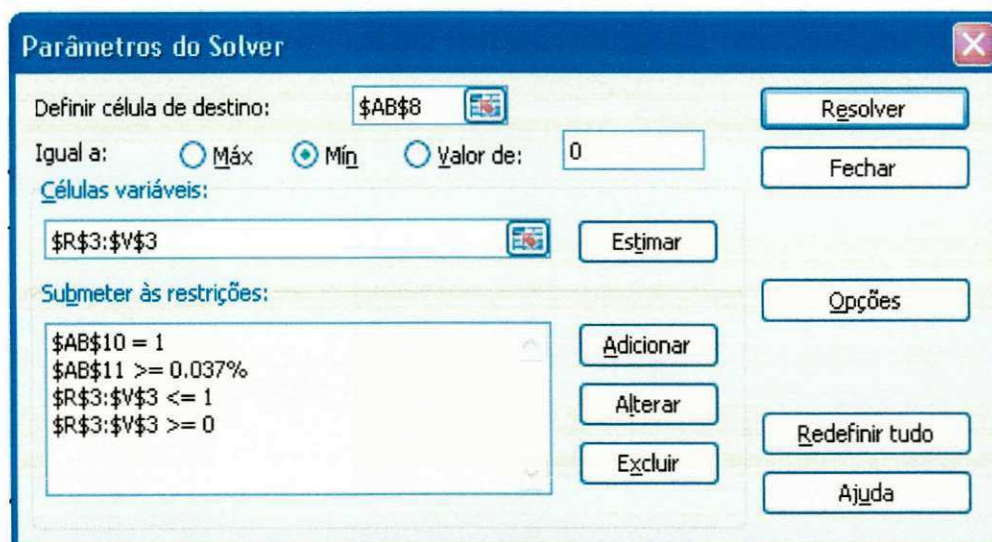 Parâmetros do Solver
Definir célula de destino: $AB$8 Resolver
Igual a: Máx Mín Valor de: 0 Fechar
Células variáveis:
$R$3:$V$3 Estimar
Submeter às restrições: Opções
$AB$10 = 1 Adicionar
$AB$11 >= 0.037%
$R$3:$V$3 <= 1 Alterar
$R$3:$V$3 >= 0
Redefinir tudo
Excluir
Ajuda